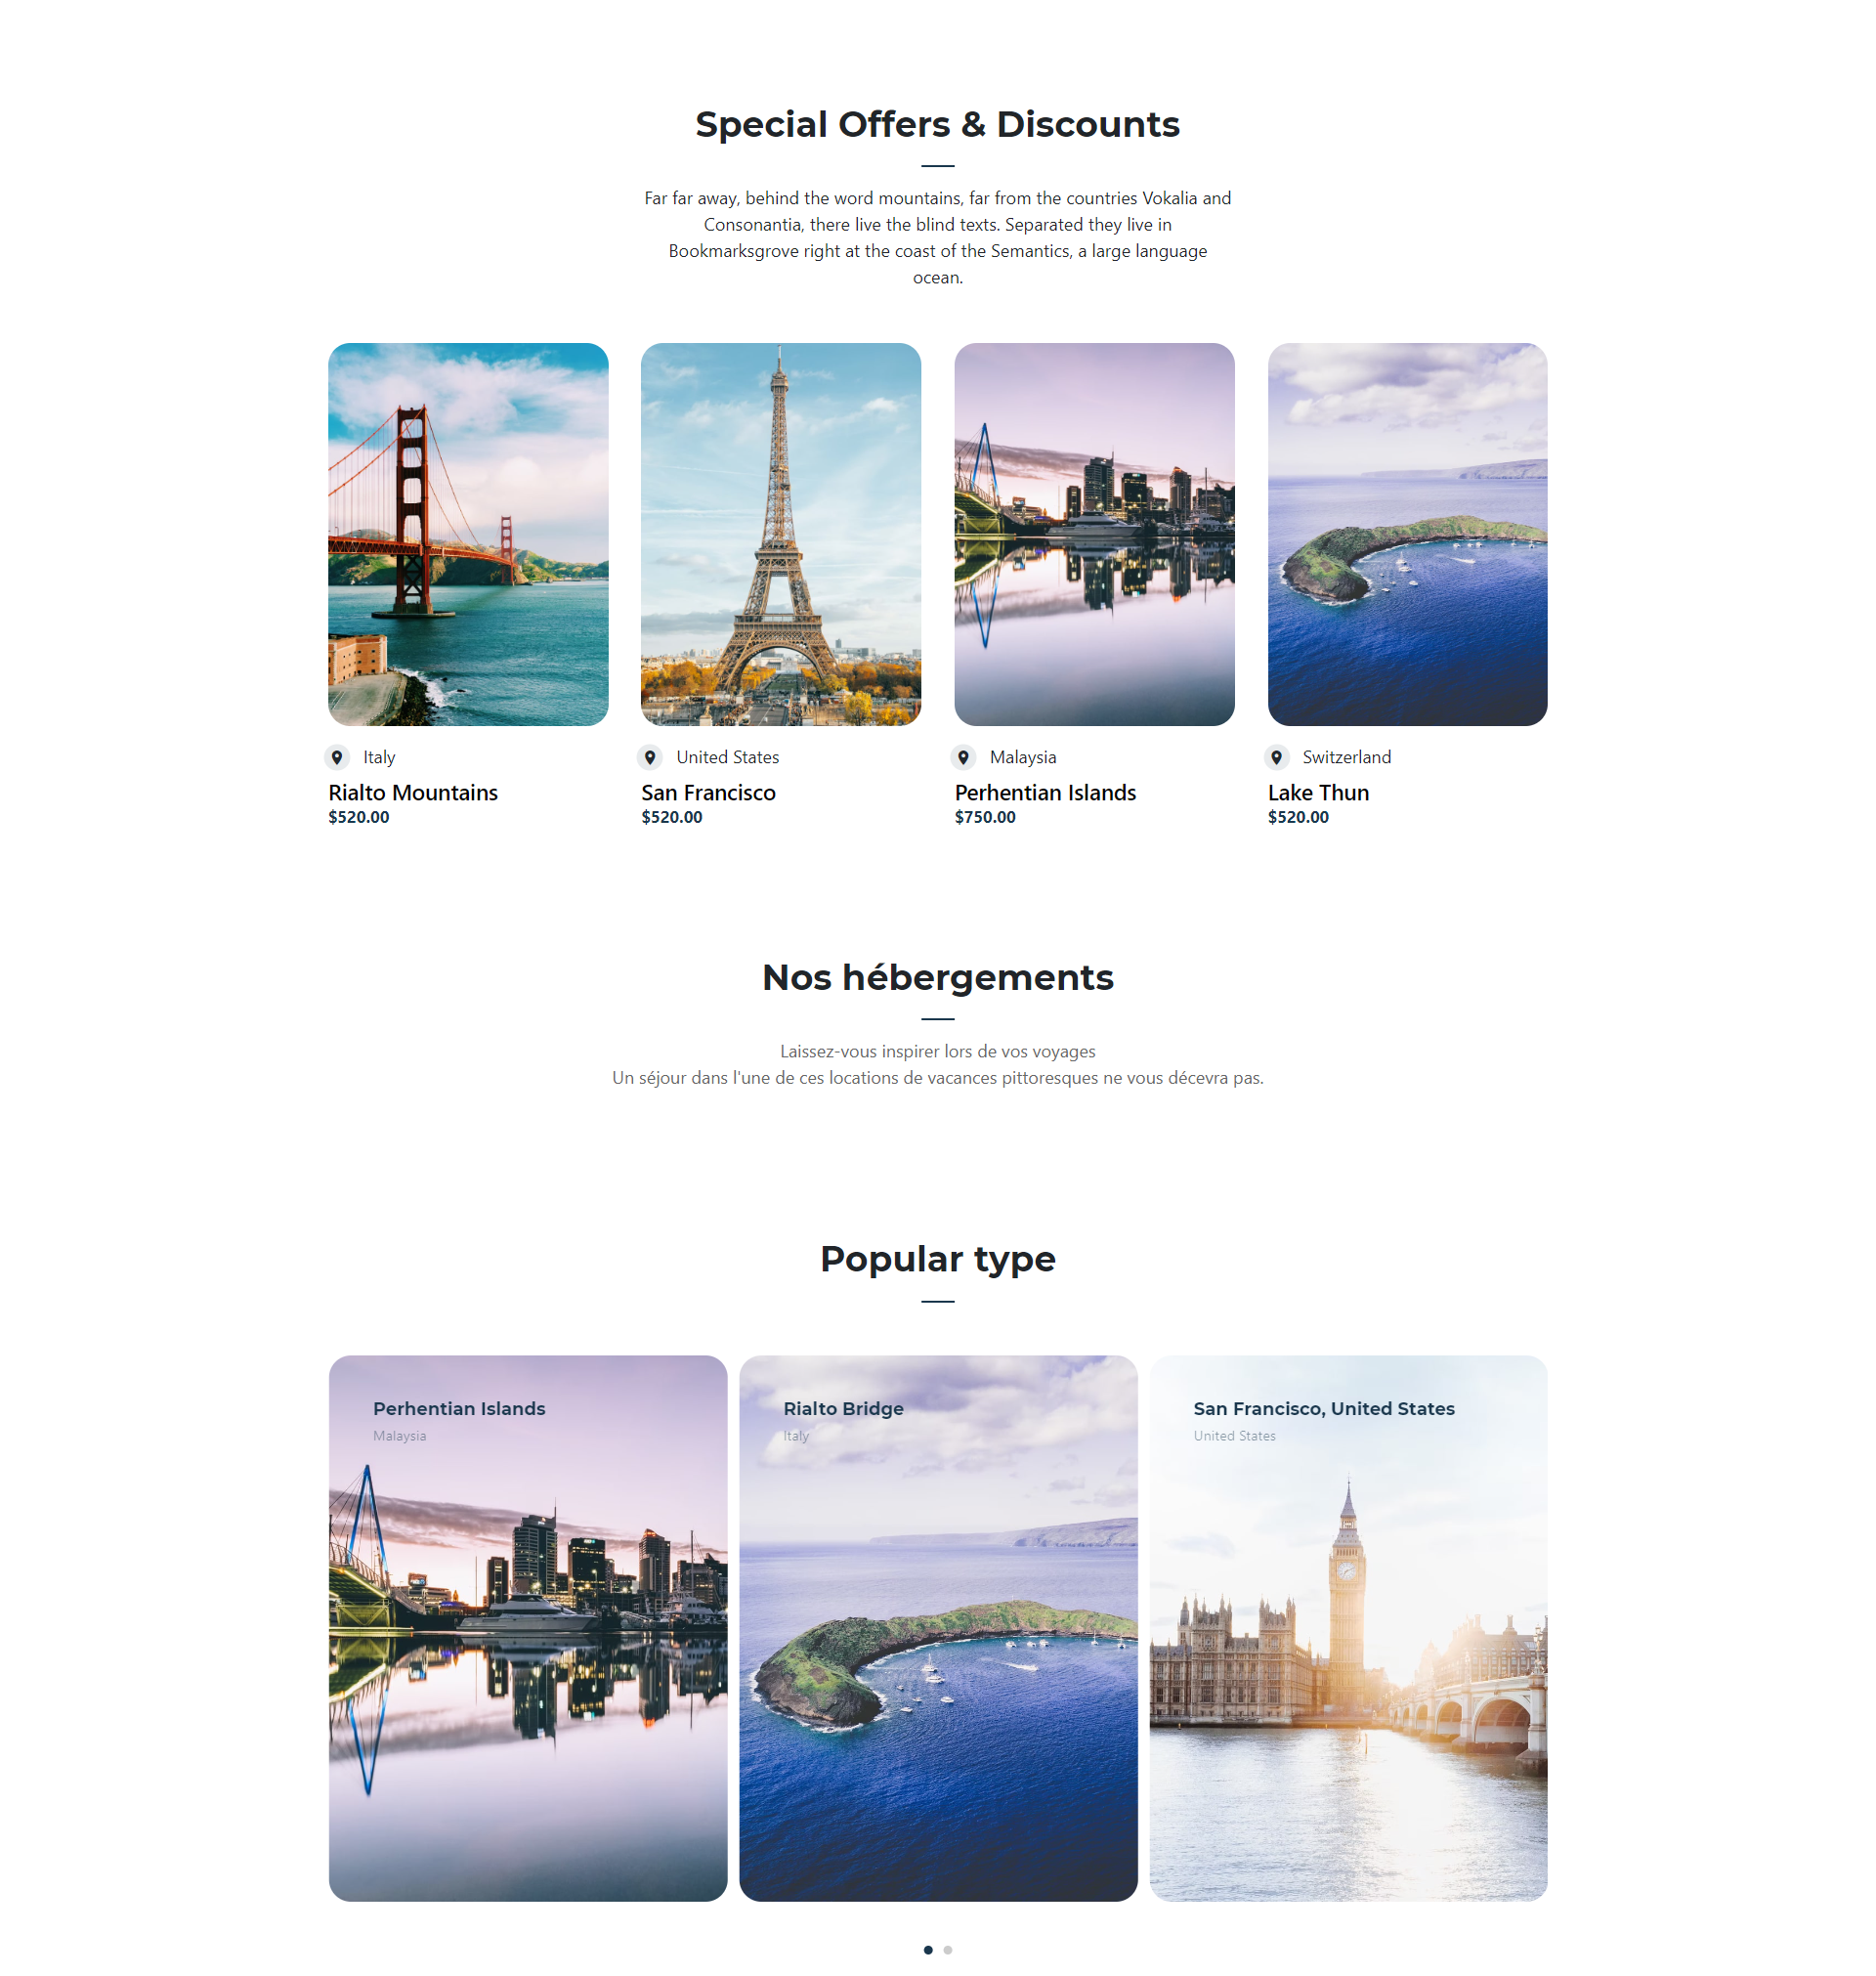 Special Offers & Discounts
Far far away, behind the word mountains, far from the countries Vokalia and
Consonantia, there live the blind texts. Separated they live in
Bookmarksgrove right at the coast of the Semantics, a large language
ocean.
Italy
Rialto Mountains
$520.00
United States
San Francisco
$520.00
Malaysia
Perhentian Islands
$750.00
Switzerland
Lake Thun
$520.00
Nos hébergements
Laissez-vous inspirer lors de vos voyages
Un séjour dans l'une de ces locations de vacances pittoresques ne vous décevra pas.
Popular type
Perhentian Islands
Malaysia
Rialto Bridge
Italy
San Francisco, United States
United States